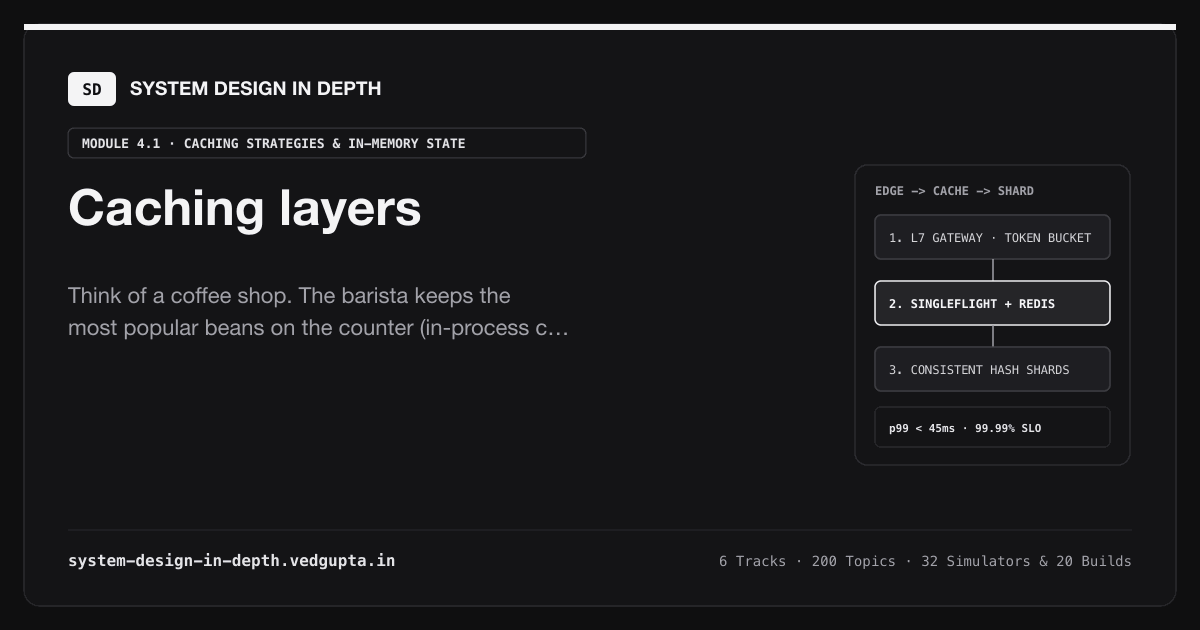 SD
SYSTEM DESIGN IN DEPTH
MODULE 4.1 · CACHING STRATEGIES & IN-MEMORY STATE
Caching layers
Think of a coffee shop. The barista keeps the
most popular beans on the counter (in-process c…
EDGE -> CACHE -> SHARD
1. L7 GATEWAY · TOKEN BUCKET
2. SINGLEFLIGHT + REDIS
3. CONSISTENT HASH SHARDS
p99 < 45ms · 99.99% SLO
system-design-in-depth.vedgupta.in
6 Tracks · 200 Topics · 32 Simulators & 20 Builds